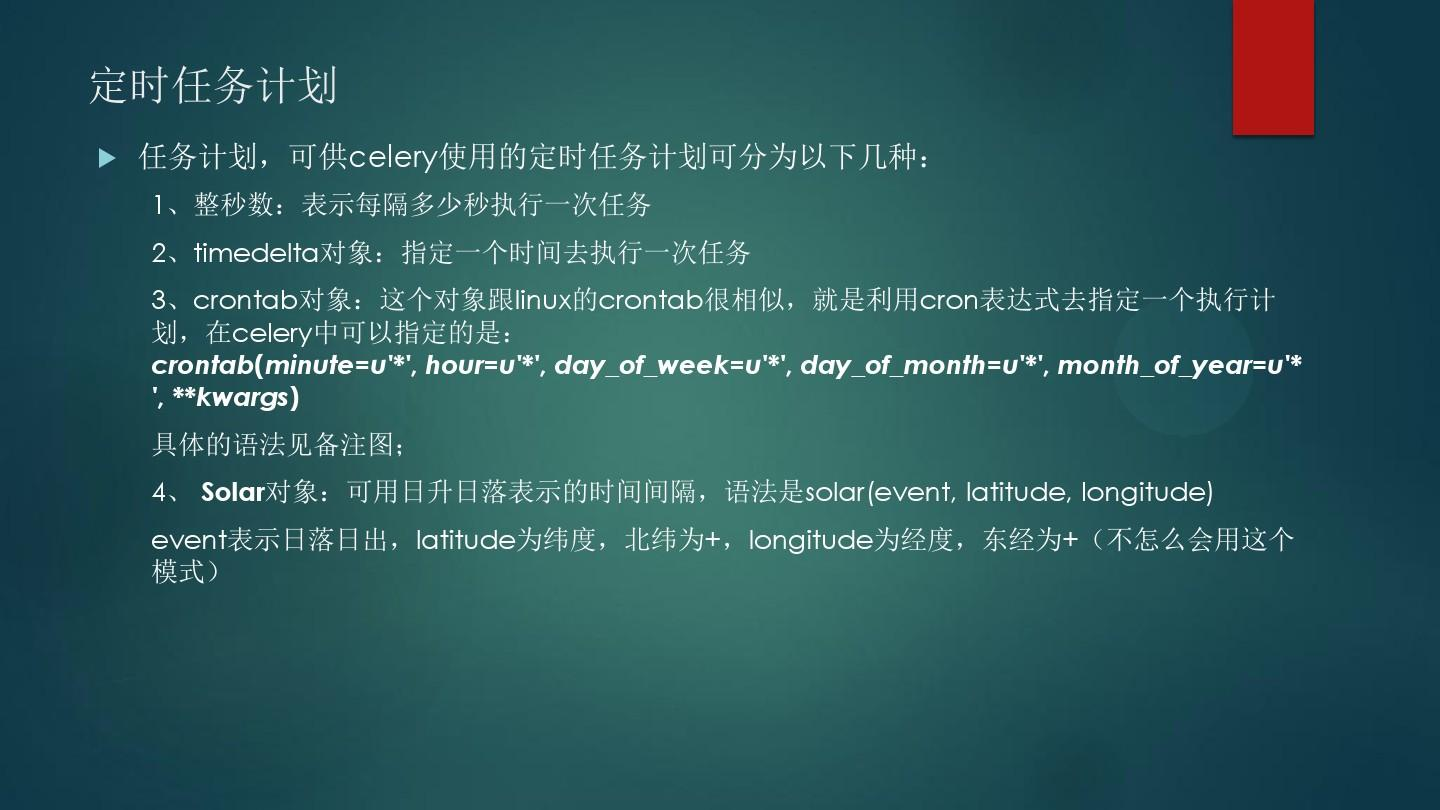 定时任务计划
任务计划，可供celery使用的定时任务计划可分为以下几种：
1、整秒数：表示每隔多少秒执行一次任务
2、timedelta对象：指定一个时间去执行一次任务
3、crontab对象：这个对象跟linux的crontab很相似，就是利用cron表达式去指定一个执行计
划，在celery中可以指定的是：
crontab(minute=u'*', hour=u'*', day_of_week=u'*', day_of_month=u'*', month_of_year=u'*
', **kwargs)
具体的语法见备注图；
4、 Solar对象：可用日升日落表示的时间间隔，语法是solar(event, latitude, longitude)
event表示日落日出，latitude为纬度，北纬为+，longitude为经度，东经为+（不怎么会用这个
模式）